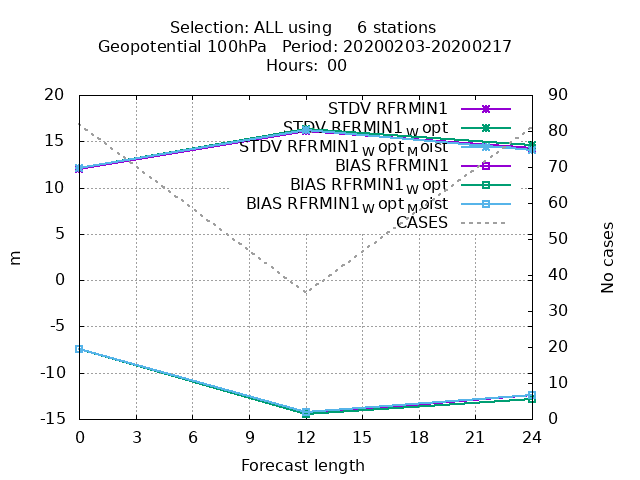 Selection: ALL using     6 stations
Geopotential 100hPa   Period: 20200203-20200217
Hours:  00
STDV RFRMIN1
STDV RFRMIN1_W opt
STDV RFRMIN1_W opt_Moist
BIAS RFRMIN1
BIAS RFRMIN1_W opt
BIAS RFRMIN1_W opt_Moist
CASES
20
15
10
5
0
-5
-10
-15
m
90
80
70
60
50
40
30
20
10
0
No cases
0 3 6 9 12 15 18 21 24
Forecast length